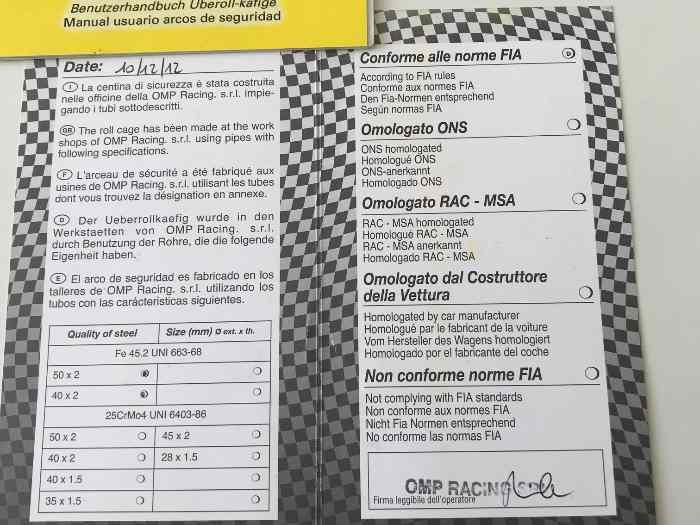 Benutzerhandbuch Überoll-käfige
Manual usuario arcos de seguridad
Date: 10/12/12
I La centina di sicurezza è stata costruita
nelle officine della OMP Racing. s.r.l. impie-
gando i tubi sottodescritti.
GB The roll cage has been made at the work
shops of OMP Racing. s.r.l. using pipes with
following specifications.
F L'arceau de sécurité a été fabriqué aux
usines de OMP Racing. s.r.l. utilisant les tubes
dont vous trouvez la désignation en annexe.
D Der Ueberrollkaefig wurde in den
Werkstaetten von OMP Racing. s.r.l.
durch Benutzung der Rohre, die die folgende
Eigenheit haben.
E El arco de seguridad es fabricado en los
talleres de OMP Racing. s.r.l. utilizando los
tubos con las carácteristicas siguientes.
Quality of steel Size (mm) ø ext. x th.
Fe 45.2 UNI 663-68
50 x 2
40 x 2
25CrMo4 UNI 6403-86
50 x 2 45 x 2
40 x 2 28 x 1.5
40 x 1.5
35 x 1.5
Conforme alle norme FIA
According to FIA rules
Conforme aux normes FIA
Den Fia-Normen entsprechend
Según normas FIA
Omologato ONS
ONS homologated
Homologué ONS
ONS-anerkannt
Homologado ONS
Omologato RAC - MSA
RAC - MSA homologated
Homologué RAC - MSA
RAC - MSA anerkannt
Homologado RAC - MSA
Omologato dal Costruttore
della Vettura
Homologated by car manufacturer
Homologué par le fabricant de la voiture
Vom Hersteller des Wagens homologiert
Homologado por el fabricante del coche
Non conforme norme FIA
Not complying with FIA standards
Non conforme aux normes FIA
Nicht Fia Normen entsprechend
No conforme las normas FIA
OMP RACING
Firma leggibile dell'operatore